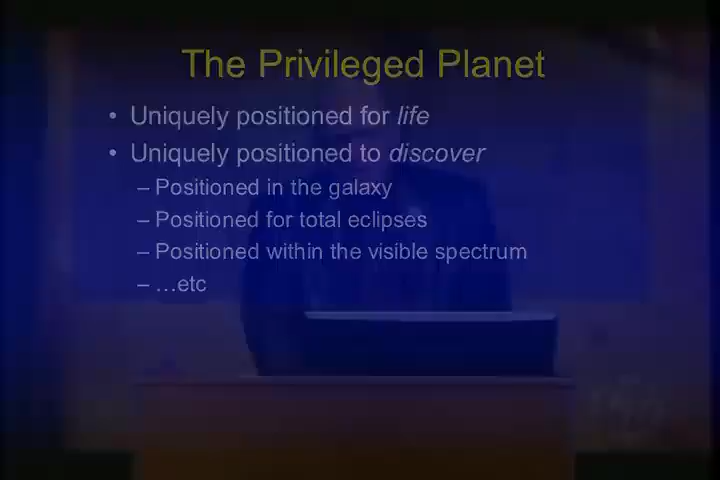 The Privileged Planet
• Uniquely positioned for life
• Uniquely positioned to discover
– Positioned in the galaxy
– Positioned for total eclipses
– Positioned within the visible spectrum
– …etc